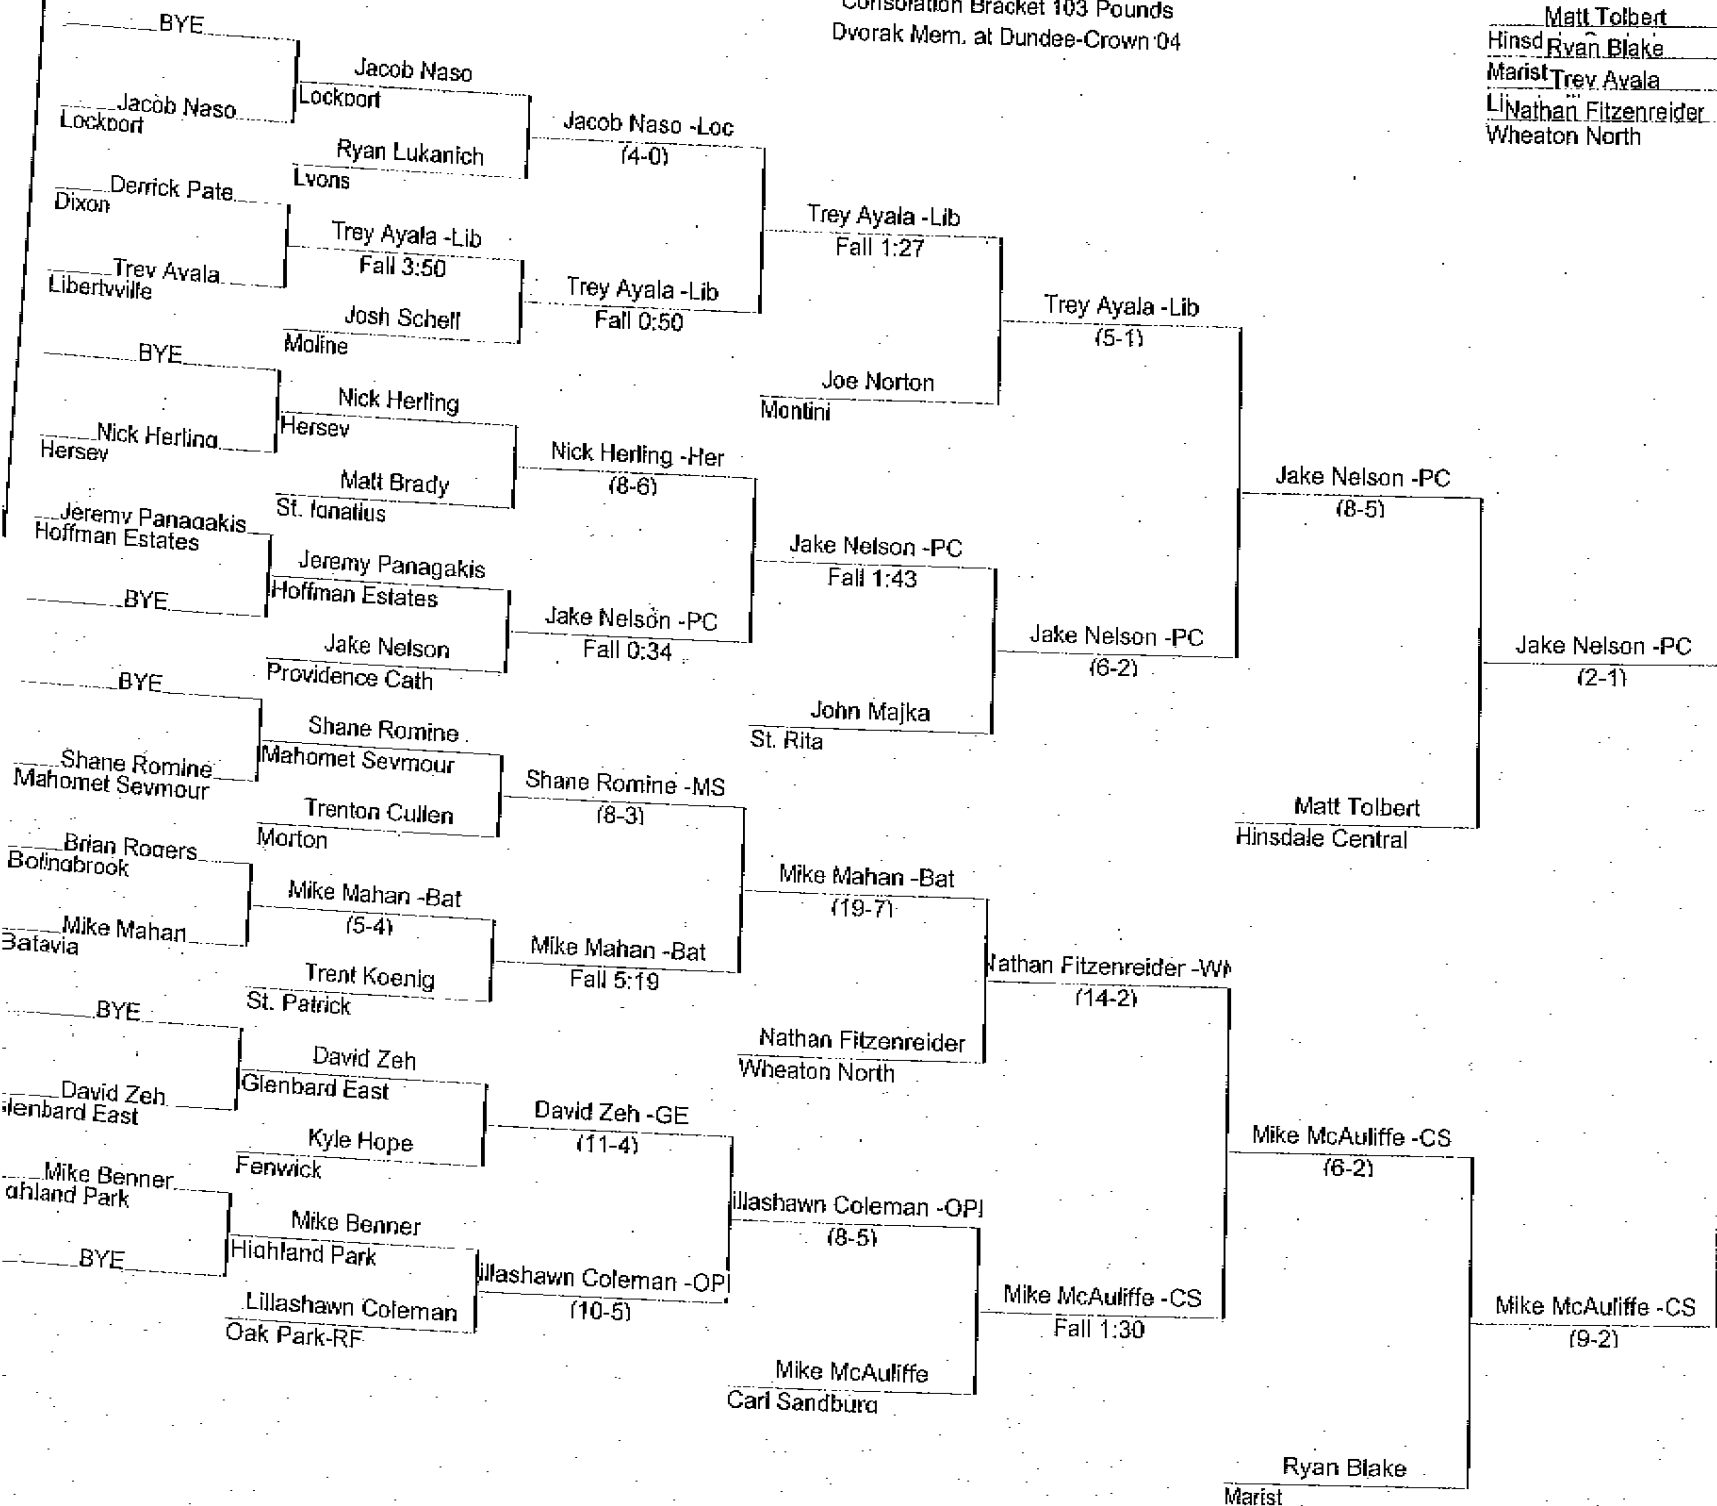 Consolation Bracket 103 Pounds
Dvorak Mem. at Dundee-Crown '04
Matt Tolbert
Hinsd Ryan Blake
Marist Trey Ayala
Li Nathan Fitzenreider
Wheaton North
BYE
Jacob Naso
Lockport
Derrick Pate
Dixon
Trey Ayala
Libertyville
BYE
Nick Herling
Hersey
Jeremy Panagakis
Hoffman Estates
BYE
BYE
Shane Romine
Mahomet Seymour
Brian Rogers
Bolingbrook
Mike Mahan
Batavia
BYE
David Zeh
lenbard East
Mike Benner
ghland Park
BYE
Jacob Naso
Lockport
Ryan Lukanich
Lyons
Trey Ayala -Lib
Fall 3:50
Josh Schell
Moline
Nick Herling
Hersey
Matt Brady
St. Ignatius
Jeremy Panagakis
Hoffman Estates
Jake Nelson
Providence Cath
Shane Romine
Mahomet Seymour
Trenton Cullen
Morton
Mike Mahan -Bat
(5-4)
Trent Koenig
St. Patrick
David Zeh
Glenbard East
Kyle Hope
Fenwick
Mike Benner
Highland Park
Lillashawn Coleman
Oak Park-RF
Jacob Naso -Loc
(4-0)
Trey Ayala -Lib
Fall 0:50
Nick Herling -Her
(8-6)
Jake Nelson -PC
Fall 0:34
Shane Romine -MS
(8-3)
Mike Mahan -Bat
Fall 5:19
David Zeh -GE
(11-4)
illashawn Coleman -OP
(10-5)
Trey Ayala -Lib
Fall 1:27
Joe Norton
Montini
Jake Nelson -PC
Fall 1:43
John Majka
St. Rita
Mike Mahan -Bat
(19-7)
Nathan Fitzenreider
Wheaton North
illashawn Coleman -OP
(8-5)
Mike McAuliffe
Carl Sandburg
Trey Ayala -Lib
(5-1)
Jake Nelson -PC
(6-2)
Nathan Fitzenreider -W
(14-2)
Mike McAuliffe -CS
Fall 1:30
Jake Nelson -PC
(8-5)
Matt Tolbert
Hinsdale Central
Mike McAuliffe -CS
(6-2)
Ryan Blake
Marist
Jake Nelson -PC
(2-1)
Mike McAuliffe -CS
(9-2)